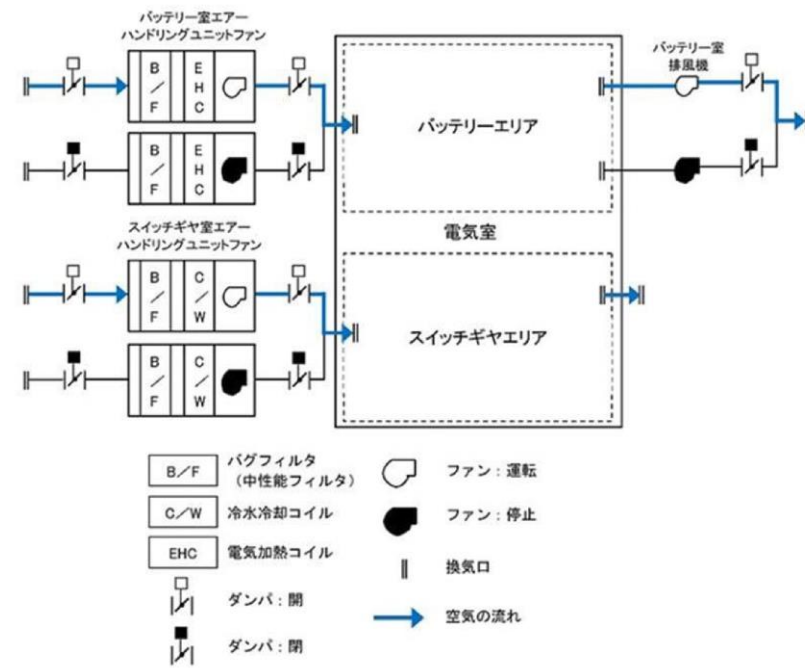 バッテリー室エアー
ハンドリングユニットファン
B/F
EHC
B/F
EHC
バッテリーエリア
バッテリー室
排風機
電気室
スイッチギヤ室エアー
ハンドリングユニットファン
B/F
C/W
B/F
C/W
スイッチギヤエリア
B/F
バグフィルタ
(中性能フィルタ)
C/W
冷水冷却コイル
EHC
電気加熱コイル
ダンパ:開
ダンパ:閉
ファン:運転
ファン:停止
換気口
空気の流れ